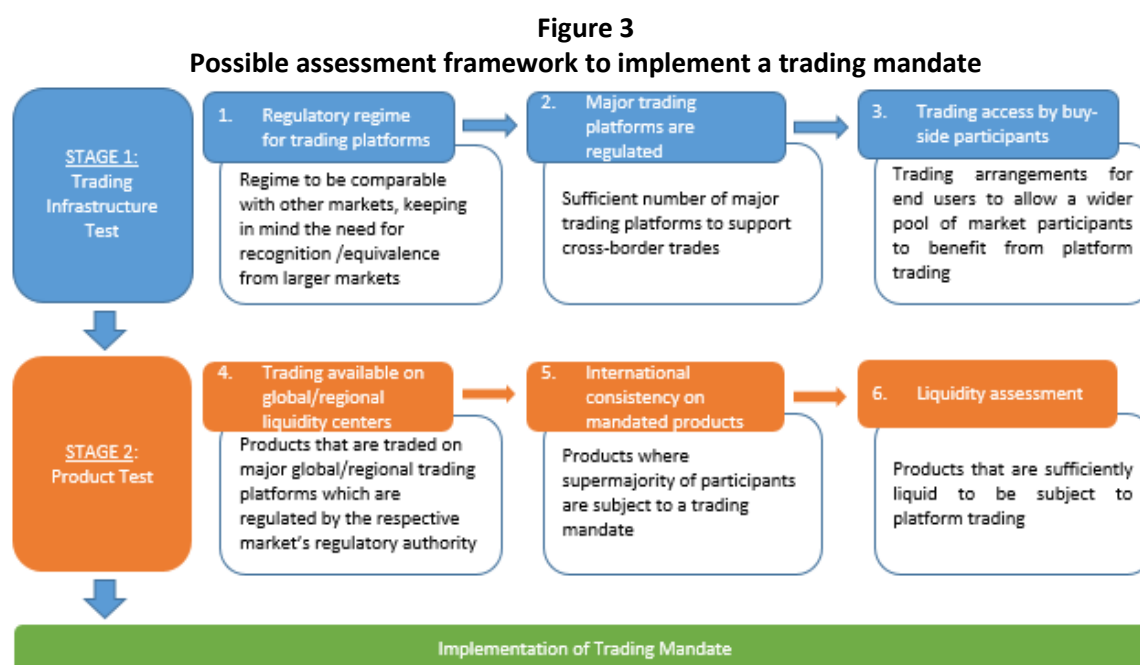 Figure 3
Possible assessment framework to implement a trading mandate
STAGE 1:
Trading
Infrastructure
Test
1. Regulatory regime
for trading platforms
Regime to be comparable
with other markets, keeping
in mind the need for
recognition /equivalence
from larger markets
2. Major trading
platforms are
regulated
Sufficient number of major
trading platforms to support
cross-border trades
3. Trading access by buy-
side participants
Trading arrangements for
end users to allow a wider
pool of market participants
to benefit from platform
trading
STAGE 2:
Product Test
4. Trading available on
global/regional
liquidity centers
Products that are traded on
major global/regional trading
platforms which are
regulated by the respective
market's regulatory authority
5. International
consistency on
mandated products
Products where
supermajority of participants
are subject to a trading
mandate
6. Liquidity assessment
Products that are sufficiently
liquid to be subject to
platform trading
Implementation of Trading Mandate